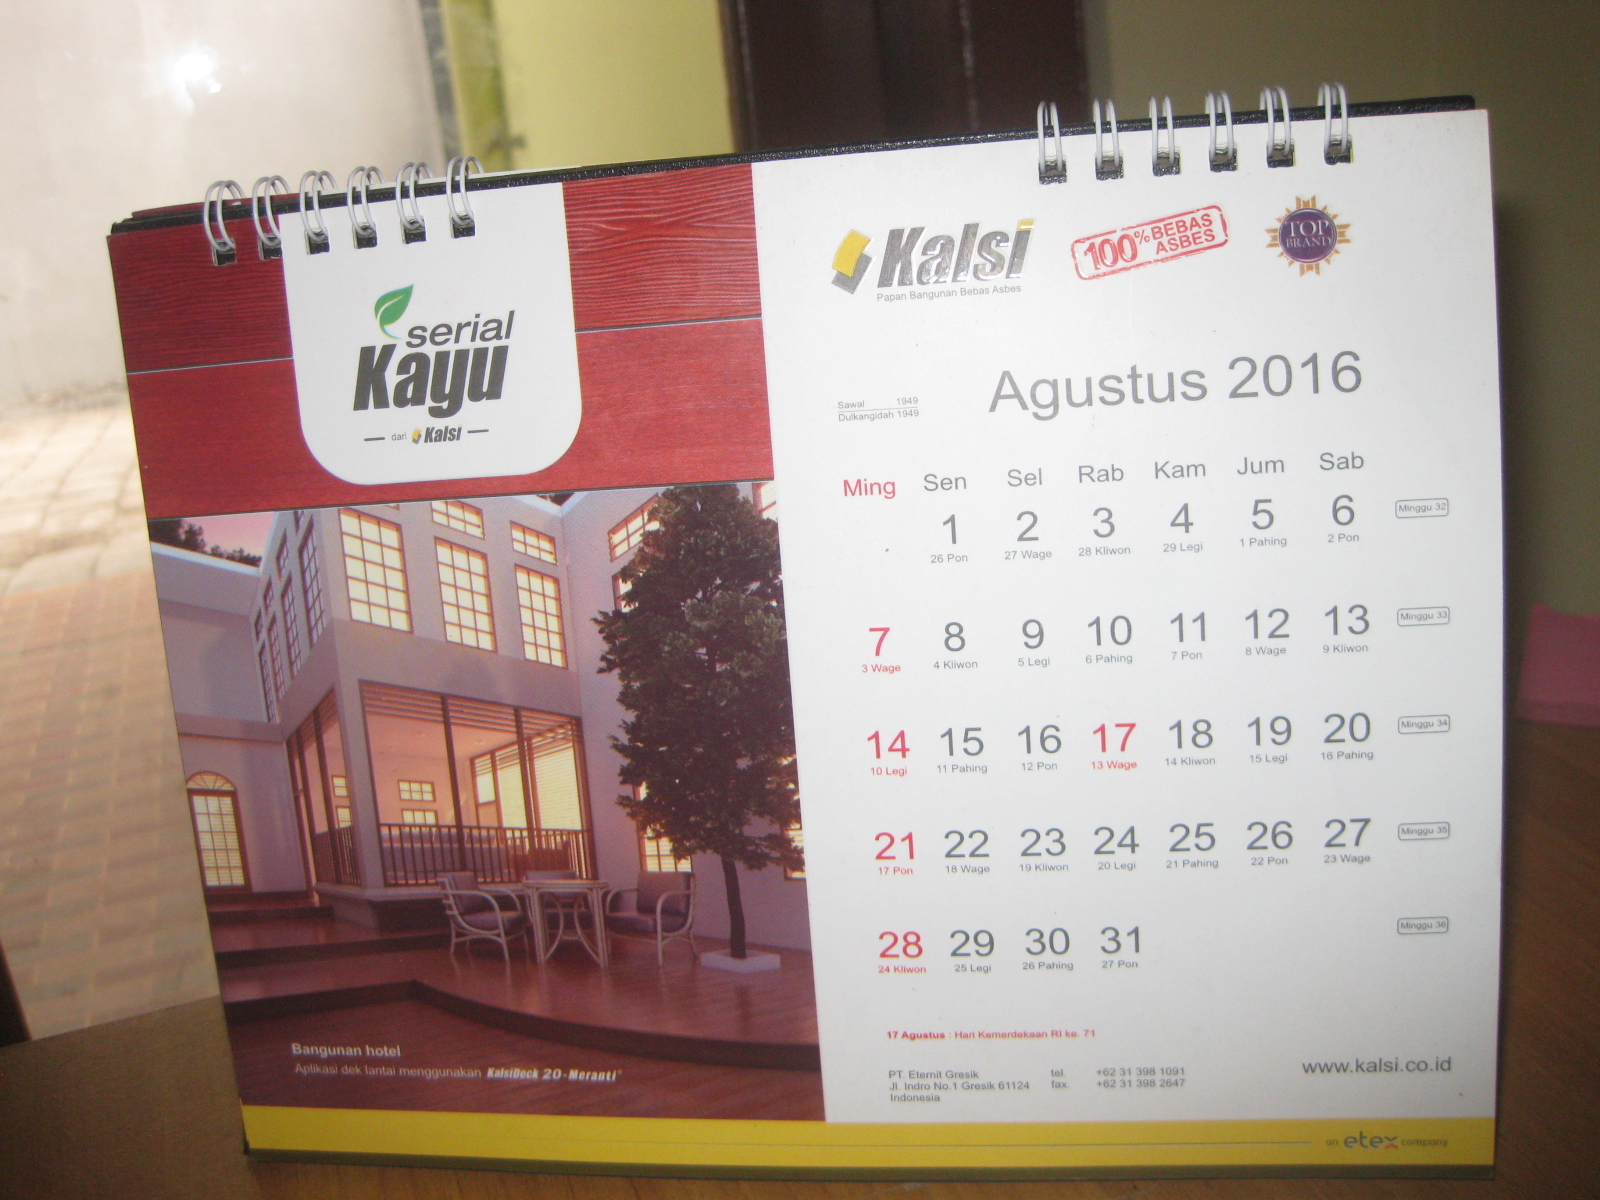 serial
Kayu
dari Kalsi
Kalsi
Papan Bangunan Bebas Asbes
100% BEBAS
ASBES
TOP
BRAND
Agustus 2016
Sawal 1949
Dulkangidah 1949
Ming Sen Sel Rab Kam Jum Sab
1 2 3 4 5 6 Minggu 32
26 Pon 27 Wage 28 Kliwon 29 Legi 1 Pahing 2 Pon
7 8 9 10 11 12 13 Minggu 33
3 Wage 4 Kliwon 5 Legi 6 Pahing 7 Pon 8 Wage 9 Kliwon
14 15 16 17 18 19 20 Minggu 34
10 Legi 11 Pahing 12 Pon 13 Wage 14 Kliwon 15 Legi 16 Pahing
21 22 23 24 25 26 27 Minggu 35
17 Pon 18 Wage 19 Kliwon 20 Legi 21 Pahing 22 Pon 23 Wage
28 29 30 31 Minggu 36
24 Kliwon 25 Legi 26 Pahing 27 Pon
17 Agustus : Hari Kemerdekaan RI ke. 71
PT. Eternit Gresik tel. +62 31 398 1091
Jl. Indro No.1 Gresik 61124 fax. +62 31 398 2647
Indonesia
www.kalsi.co.id
Bangunan hotel
Aplikasi dek lantai menggunakan KalsiDeck 20-Meranti
an etex company